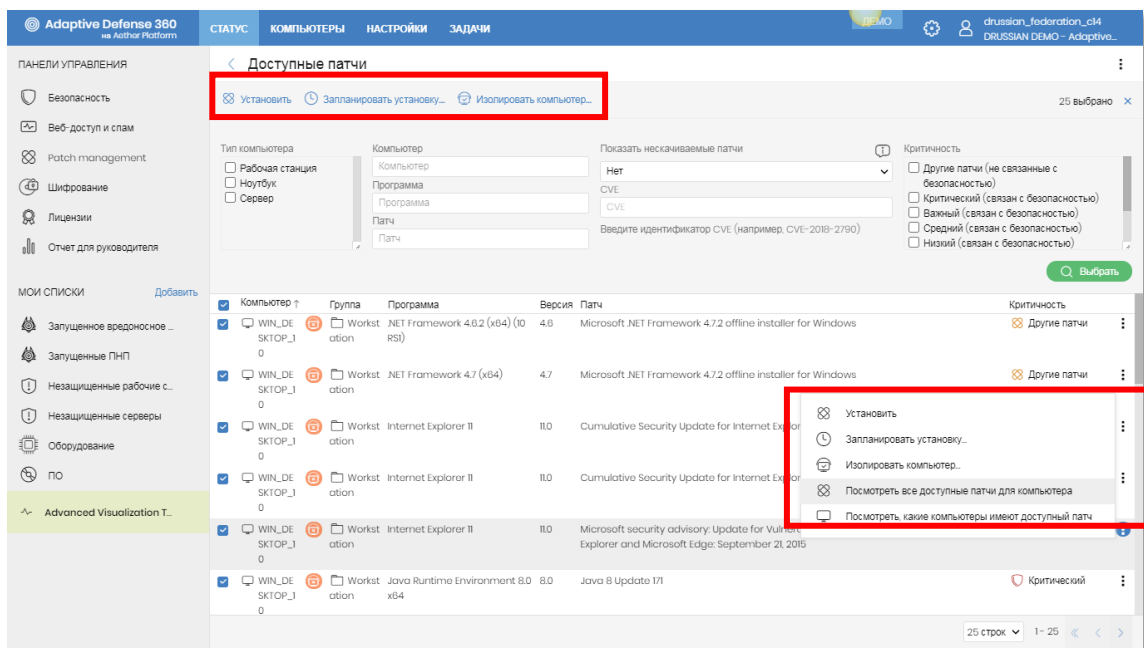 Adaptive Defense 360
на Aether Platform
СТАТУС КОМПЬЮТЕРЫ НАСТРОЙКИ ЗАДАЧИ
ДЕМО
drussian_federation_c14
DRUSSIAN DEMO - Adaptive...
ПАНЕЛИ УПРАВЛЕНИЯ
Безопасность
Веб-доступ и спам
Patch management
Шифрование
Лицензии
Отчет для руководителя
МОИ СПИСКИ Добавить
Запущенное вредоносное ...
Запущенные ПНП
Незащищенные рабочие с...
Незащищенные серверы
Оборудование
ПО
Advanced Visualization T...
Доступные патчи
Установить Запланировать установку... Изолировать компьютер...
25 выбрано
Тип компьютера
Рабочая станция
Ноутбук
Сервер
Компьютер
Компьютер
Программа
Программа
Патч
Патч
Показать нескачиваемые патчи
Нет
CVE
CVE
Введите идентификатор CVE (например, CVE-2018-2790)
Критичность
Другие патчи (не связанные с
безопасностью)
Критический (связан с безопасностью)
Важный (связан с безопасностью)
Средний (связан с безопасностью)
Низкий (связан с безопасностью)
Выбрать
Компьютер ↑ Группа Программа Версия Патч Критичность
WIN_DE Workst .NET Framework 4.6.2 (x64) (10 4.6 Microsoft .NET Framework 4.7.2 offline installer for Windows Другие патчи
SKTOP_1 ation RS1)
0
WIN_DE Workst .NET Framework 4.7 (x64) 4.7 Microsoft .NET Framework 4.7.2 offline installer for Windows Другие патчи
SKTOP_1 ation
0
WIN_DE Workst Internet Explorer 11 11.0 Cumulative Security Update for Internet Explor
SKTOP_1 ation
0
WIN_DE Workst Internet Explorer 11 11.0 Cumulative Security Update for Internet Explor
SKTOP_1 ation
0
WIN_DE Workst Internet Explorer 11 11.0 Microsoft security advisory: Update for Vulner
SKTOP_1 ation Explorer and Microsoft Edge: September 21, 2015
0
WIN_DE Workst Java Runtime Environment 8.0 8.0 Java 8 Update 171 Критический
SKTOP_1 ation x64
0
Установить
Запланировать установку...
Изолировать компьютер...
Посмотреть все доступные патчи для компьютера
Посмотреть, какие компьютеры имеют доступный патч
25 строк 1 - 25